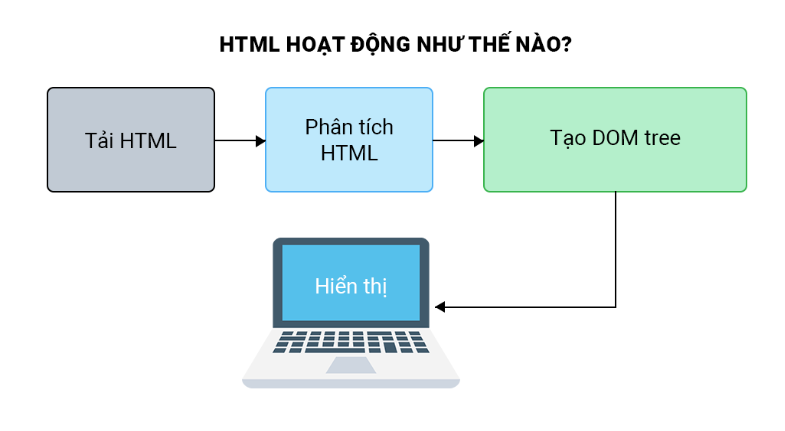 HTML HOẠT ĐỘNG NHƯ THẾ NÀO?
Tải HTML
Phân tích
HTML
Tạo DOM tree
Hiển thị